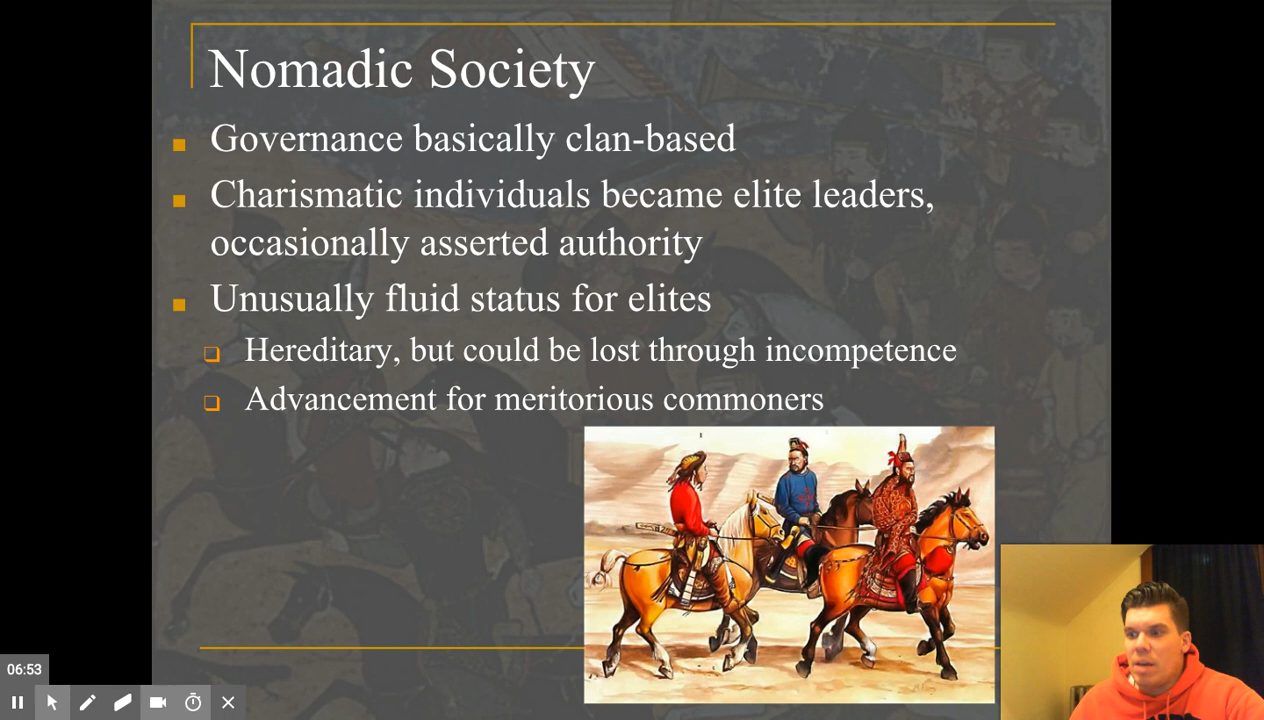 Nomadic Society
Governance basically clan-based
Charismatic individuals became elite leaders,
occasionally asserted authority
Unusually fluid status for elites
Hereditary, but could be lost through incompetence
Advancement for meritorious commoners
06:53